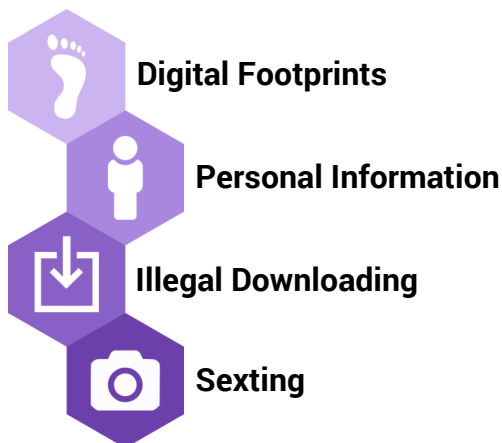 Digital Footprints
Personal Information
Illegal Downloading
Sexting